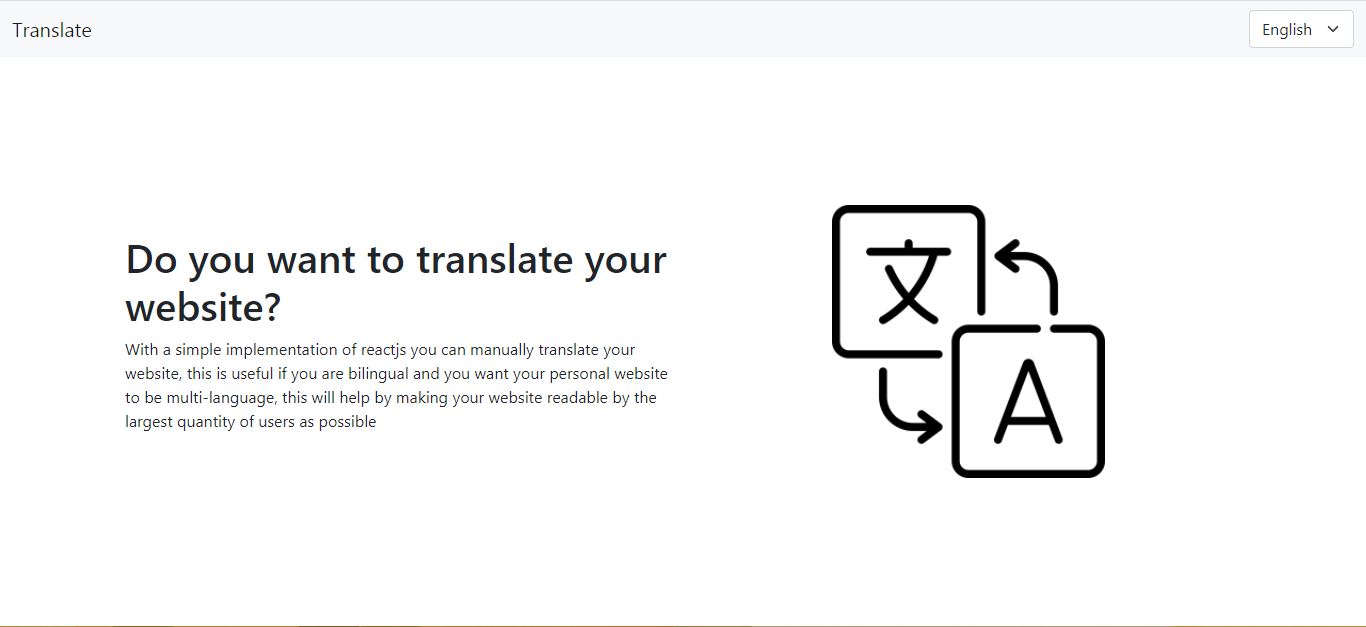 Translate
English
Do you want to translate your
website?
With a simple implementation of reactjs you can manually translate your
website, this is useful if you are bilingual and you want your personal website
to be multi-language, this will help by making your website readable by the
largest quantity of users as possible
文
A